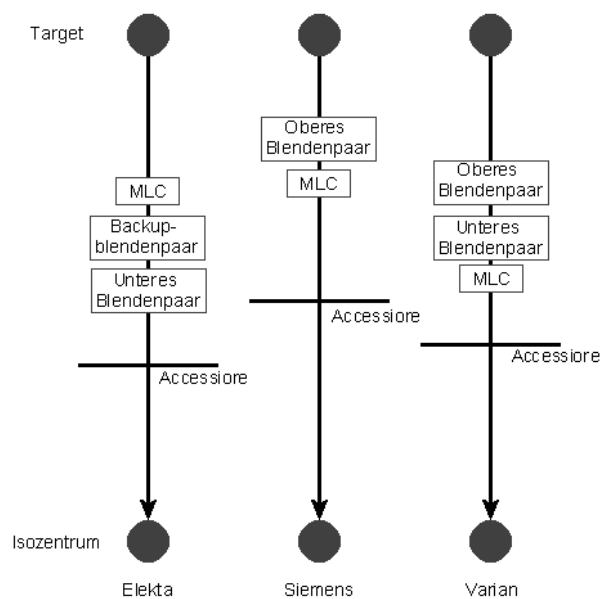 Target
Oberes
Blendenpaar
MLC
Oberes
Blendenpaar
MLC
Backup-
blendenpaar
Unteres
Blendenpaar
Unteres
Blendenpaar
MLC
Accessiore
Accessiore
Accessiore
Isozentrum
Elekta
Siemens
Varian